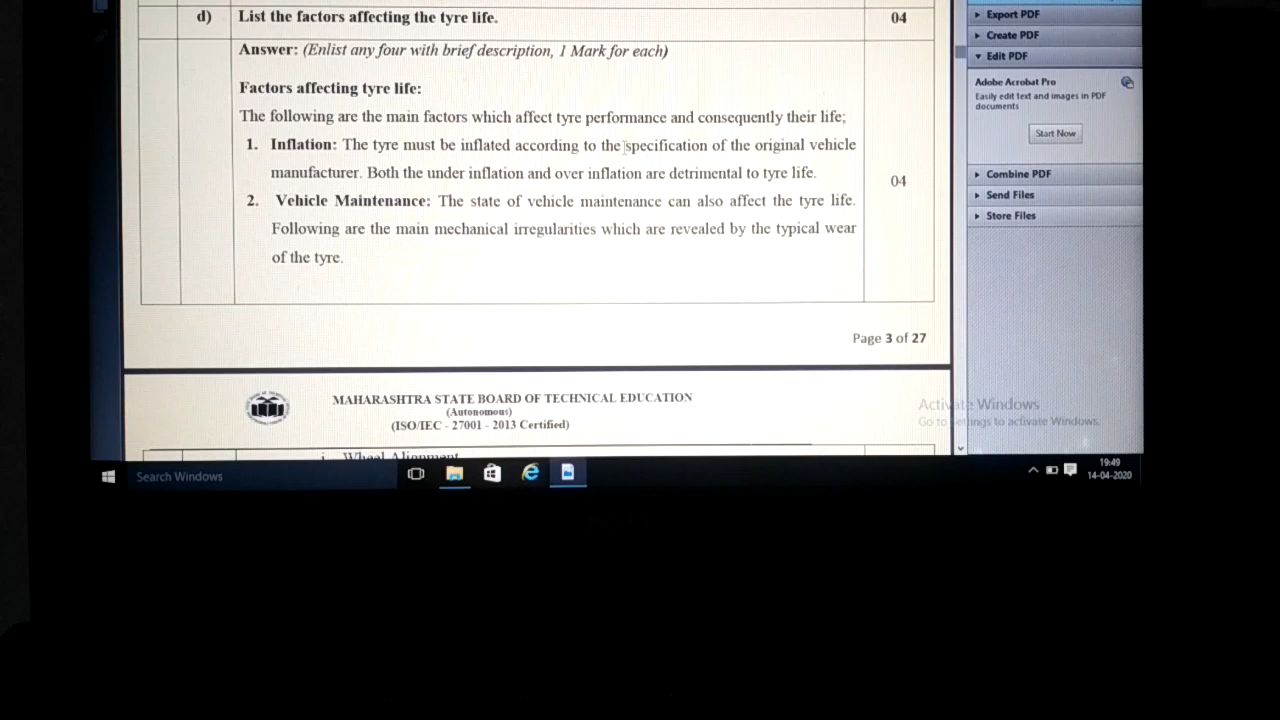 d) List the factors affecting the tyre life. 04
Answer: (Enlist any four with brief description, 1 Mark for each)
Factors affecting tyre life:
The following are the main factors which affect tyre performance and consequently their life;
1. Inflation: The tyre must be inflated according to the specification of the original vehicle
manufacturer. Both the under inflation and over inflation are detrimental to tyre life.
04
2. Vehicle Maintenance: The state of vehicle maintenance can also affect the tyre life.
Following are the main mechanical irregularities which are revealed by the typical wear
of the tyre.
Page 3 of 27
MAHARASHTRA STATE BOARD OF TECHNICAL EDUCATION
(Autonomous)
(ISO/IEC - 27001 - 2013 Certified)
i. Wheel Alignment
Export PDF
Create PDF
Edit PDF
Adobe Acrobat Pro
Easily edit text and images in PDF
documents
Start Now
Combine PDF
Send Files
Store Files
Activate Windows
Go to Settings to activate Windows.
Search Windows
19:49
14-04-2020